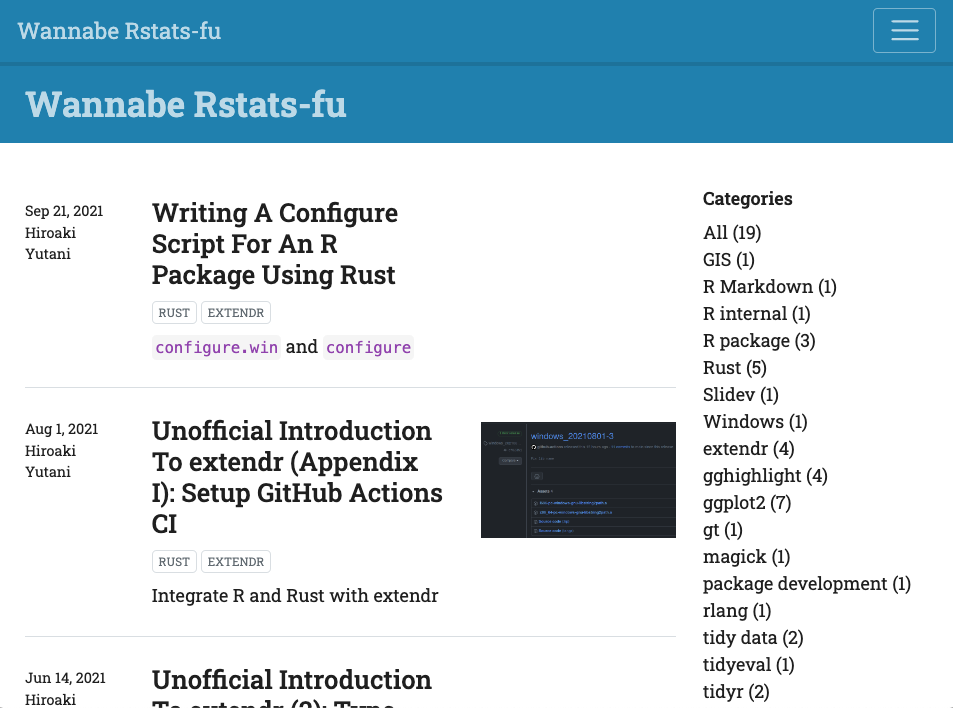 Wannabe Rstats-fu
Wannabe Rstats-fu
Sep 21, 2021
Hiroaki
Yutani
Writing A Configure
Script For An R
Package Using Rust
RUST EXTENDR
configure.win and configure
Aug 1, 2021
Hiroaki
Yutani
Unofficial Introduction
To extendr (Appendix
I): Setup GitHub Actions
CI
RUST EXTENDR
Integrate R and Rust with extendr
windows_20210801-3
Assets
Jun 14, 2021
Hiroaki
Unofficial Introduction
To extendr (2): Type
Categories
All (19)
GIS (1)
R Markdown (1)
R internal (1)
R package (3)
Rust (5)
Slidev (1)
Windows (1)
extendr (4)
gghighlight (4)
ggplot2 (7)
gt (1)
magick (1)
package development (1)
rlang (1)
tidy data (2)
tidyeval (1)
tidyr (2)